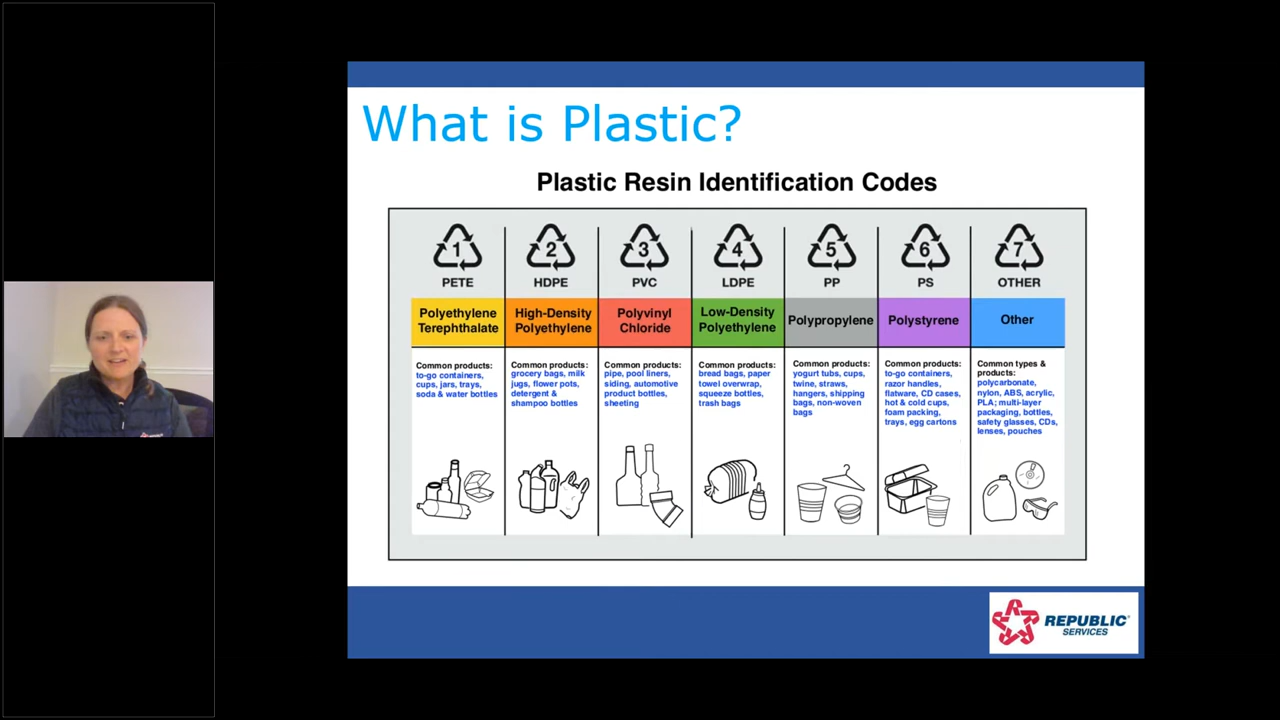 What is Plastic?
Plastic Resin Identification Codes
1
PETE
Polyethylene
Terephthalate
Common products:
to-go containers,
cups, jars, trays,
soda & water bottles
2
HDPE
High-Density
Polyethylene
Common products:
grocery bags, milk
jugs, flower pots,
detergent &
shampoo bottles
3
PVC
Polyvinyl
Chloride
Common products:
pipe, pool liners,
siding, automotive
product bottles,
sheeting
4
LDPE
Low-Density
Polyethylene
Common products:
bread bags, paper
towel overwrap,
squeeze bottles,
trash bags
5
PP
Polypropylene
Common products:
yogurt tubs, cups,
twine, straws,
hangers, shipping
bags, non-woven
bags
6
PS
Polystyrene
Common products:
to-go containers,
razor handles,
flatware, CD cases,
hot & cold cups,
foam packing,
trays, egg cartons
7
OTHER
Other
Common types &
products:
polycarbonate,
nylon, ABS, acrylic,
PLA; multi-layer
packaging, bottles,
safety glasses, CDs,
lenses, pouches
REPUBLIC
SERVICES